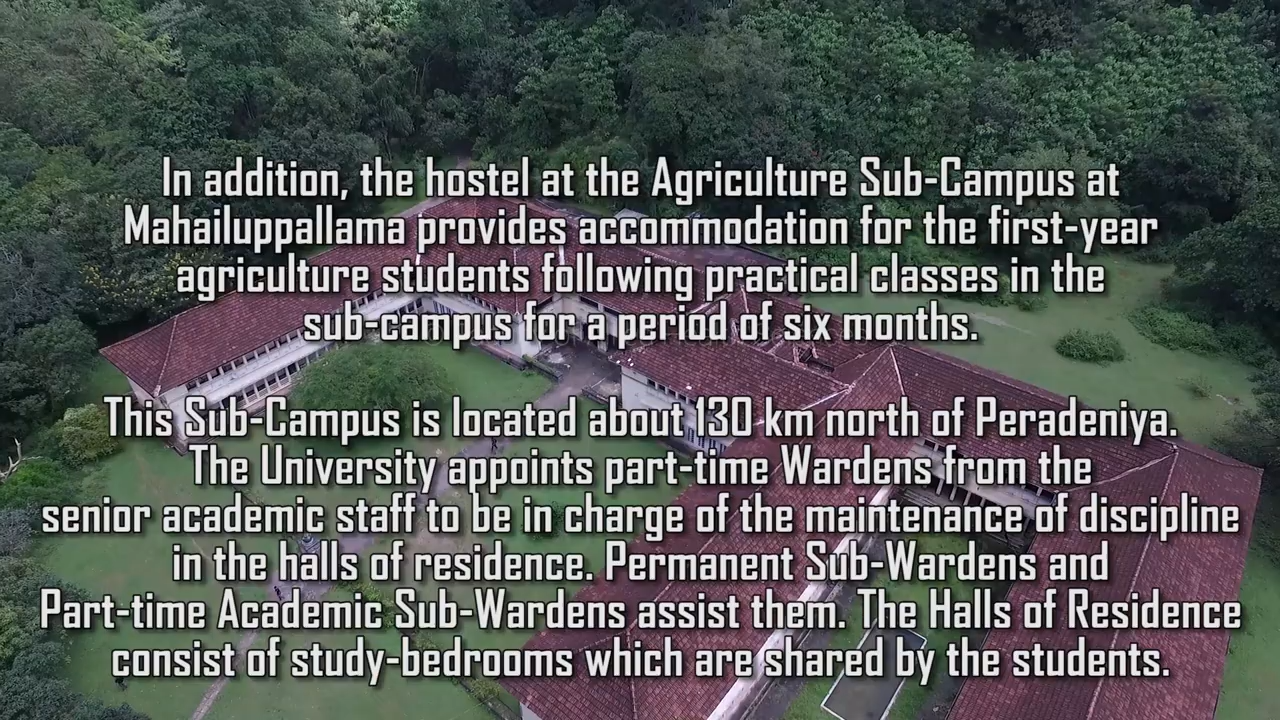 In addition, the hostel at the Agriculture Sub-Campus at
Mahailuppallama provides accommodation for the first-year
agriculture students following practical classes in the
sub-campus for a period of six months.
This Sub-Campus is located about 130 km north of Peradeniya.
The University appoints part-time Wardens from the
senior academic staff to be in charge of the maintenance of discipline
in the halls of residence. Permanent Sub-Wardens and
Part-time Academic Sub-Wardens assist them. The Halls of Residence
consist of study-bedrooms which are shared by the students.